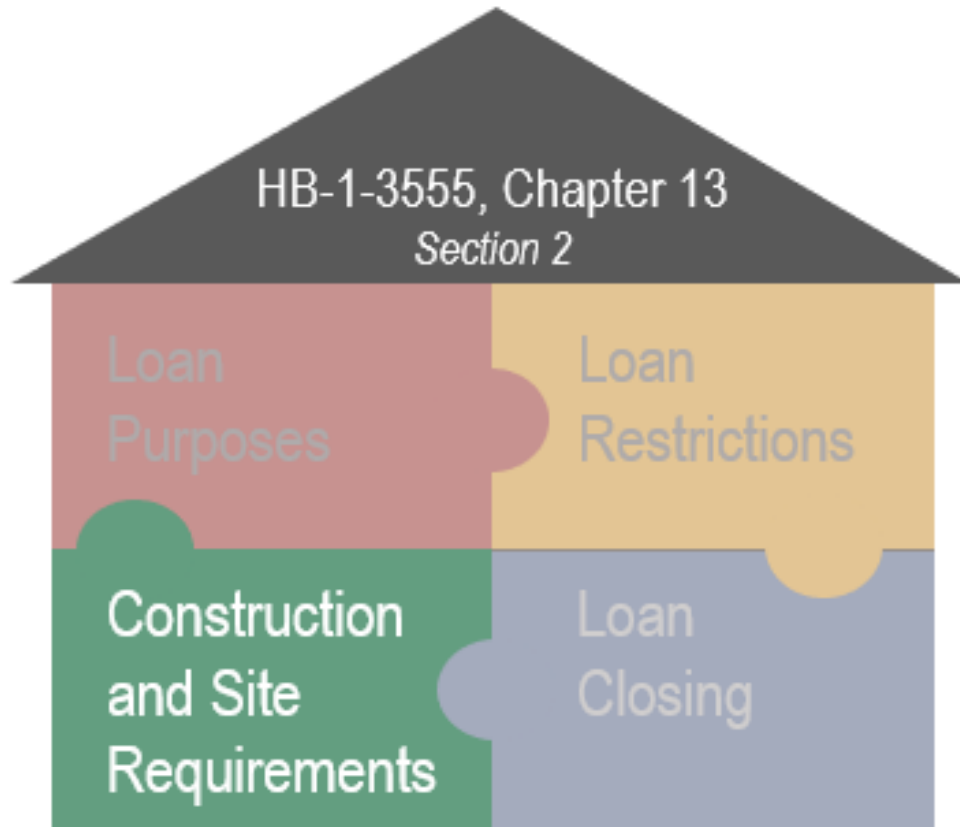 HB-1-3555, Chapter 13
Section 2
Loan
Purposes
Loan
Restrictions
Construction
and Site
Requirements
Loan
Closing